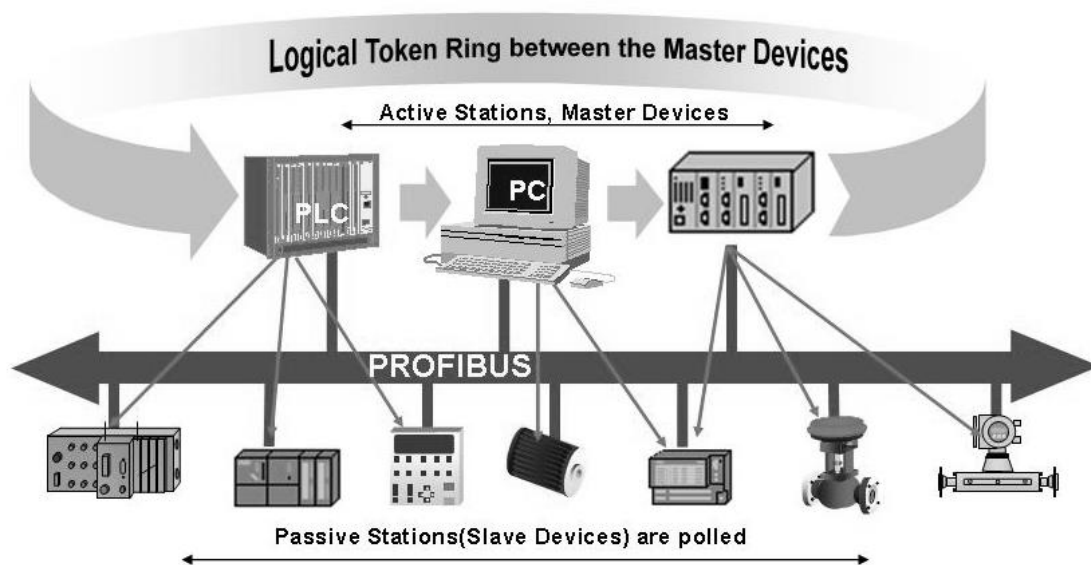 Logical Token Ring between the Master Devices
Active Stations, Master Devices
PLC
PC
PROFIBUS
Passive Stations(Slave Devices) are polled